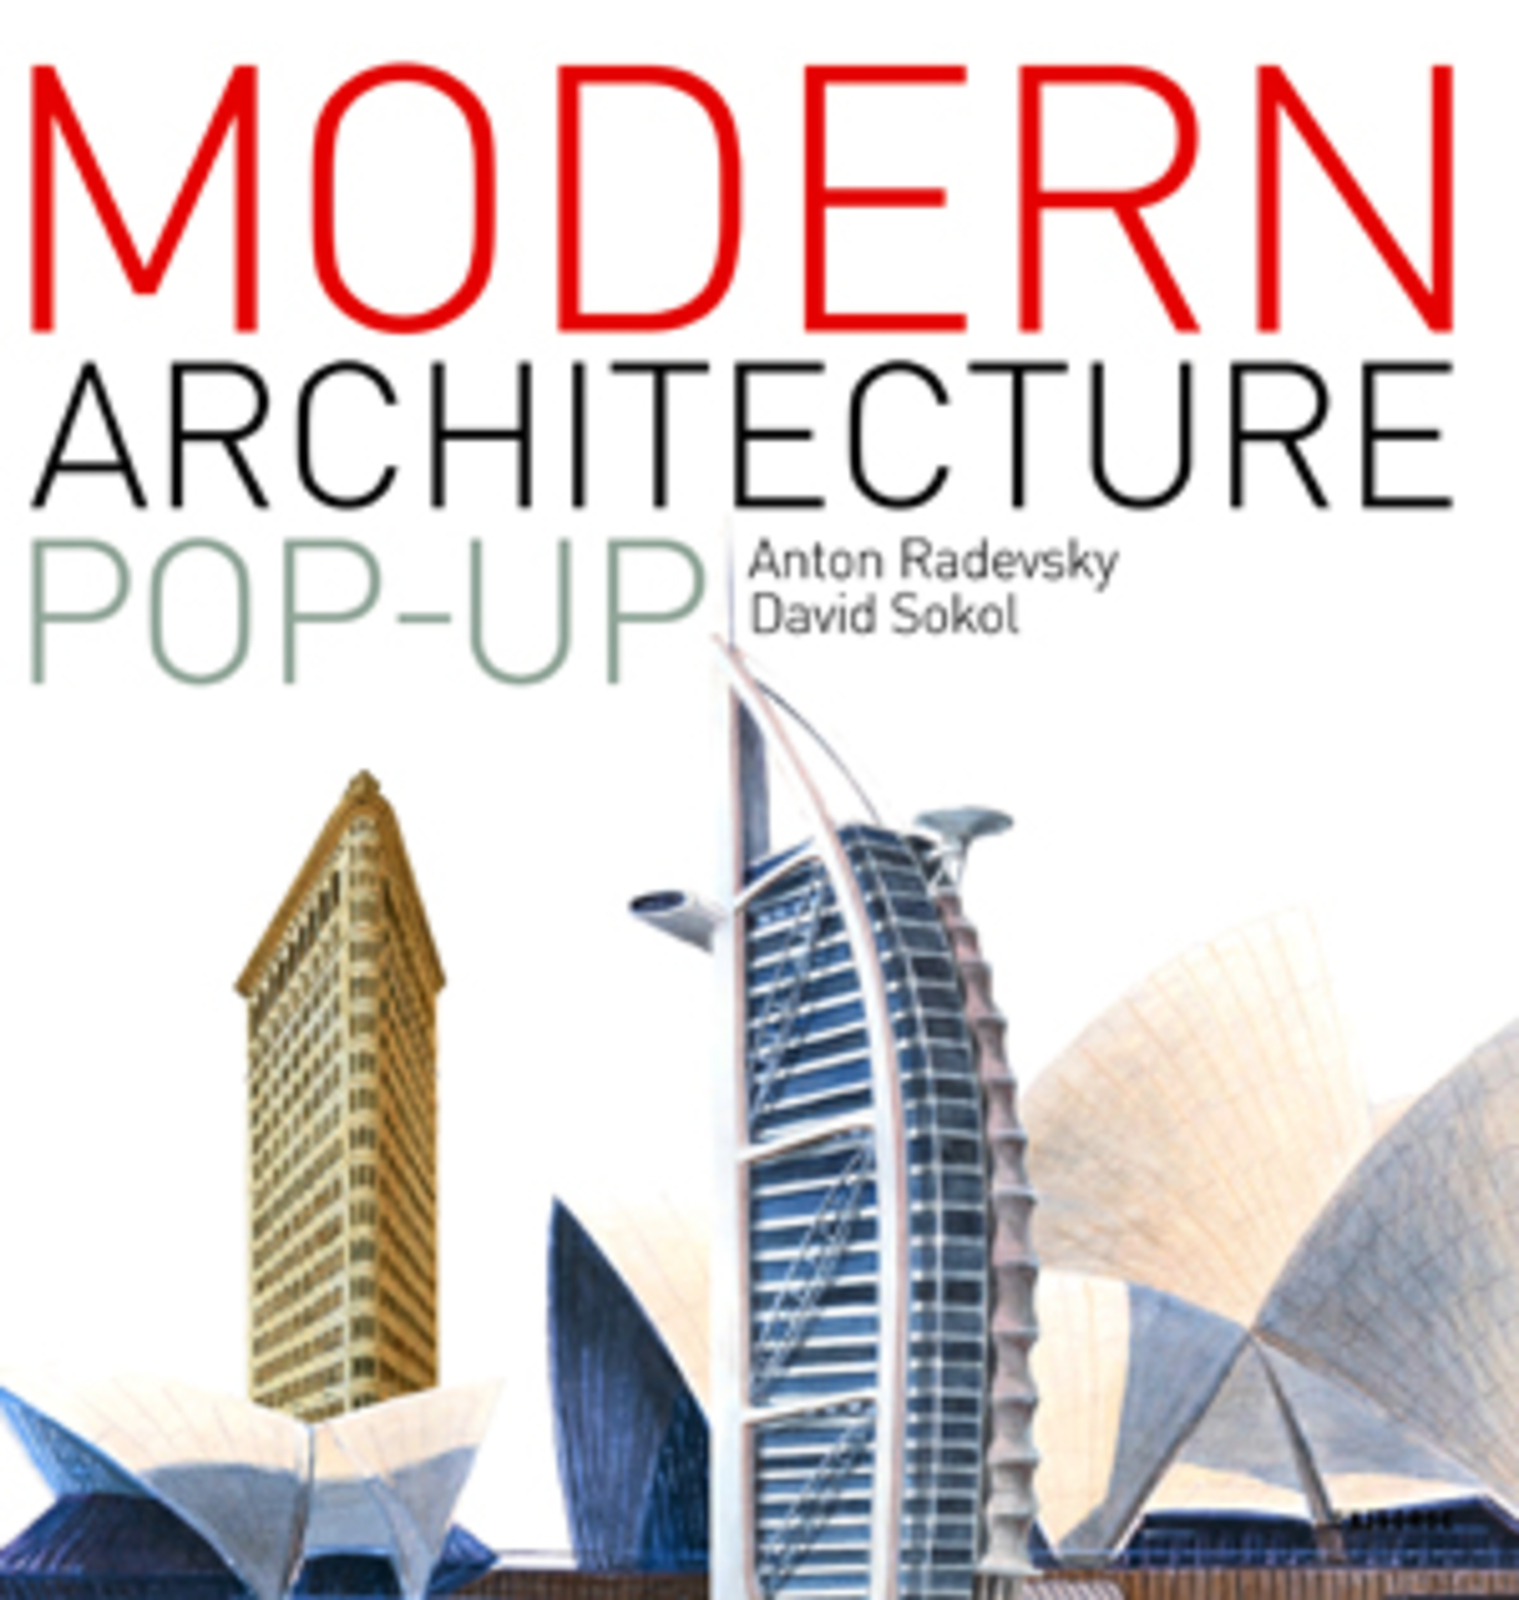 MODERN
ARCHITECTURE
POP-UP
Anton Radevsky
David Sokol